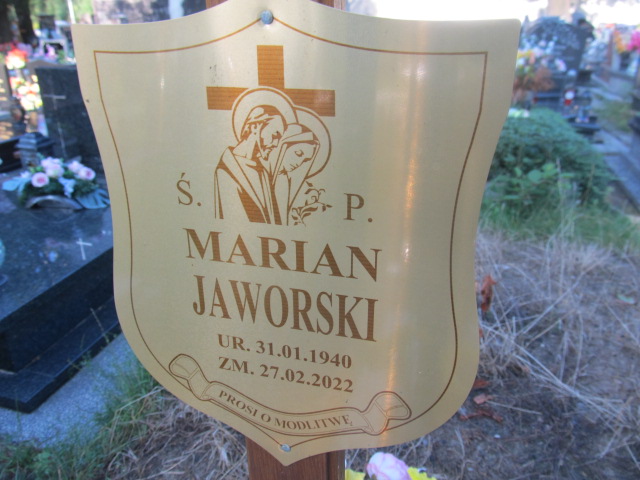 Ś. P.
MARIAN
JAWORSKI
UR. 31.01.1940
ZM. 27.02.2022
PROSI O MODLITWĘ